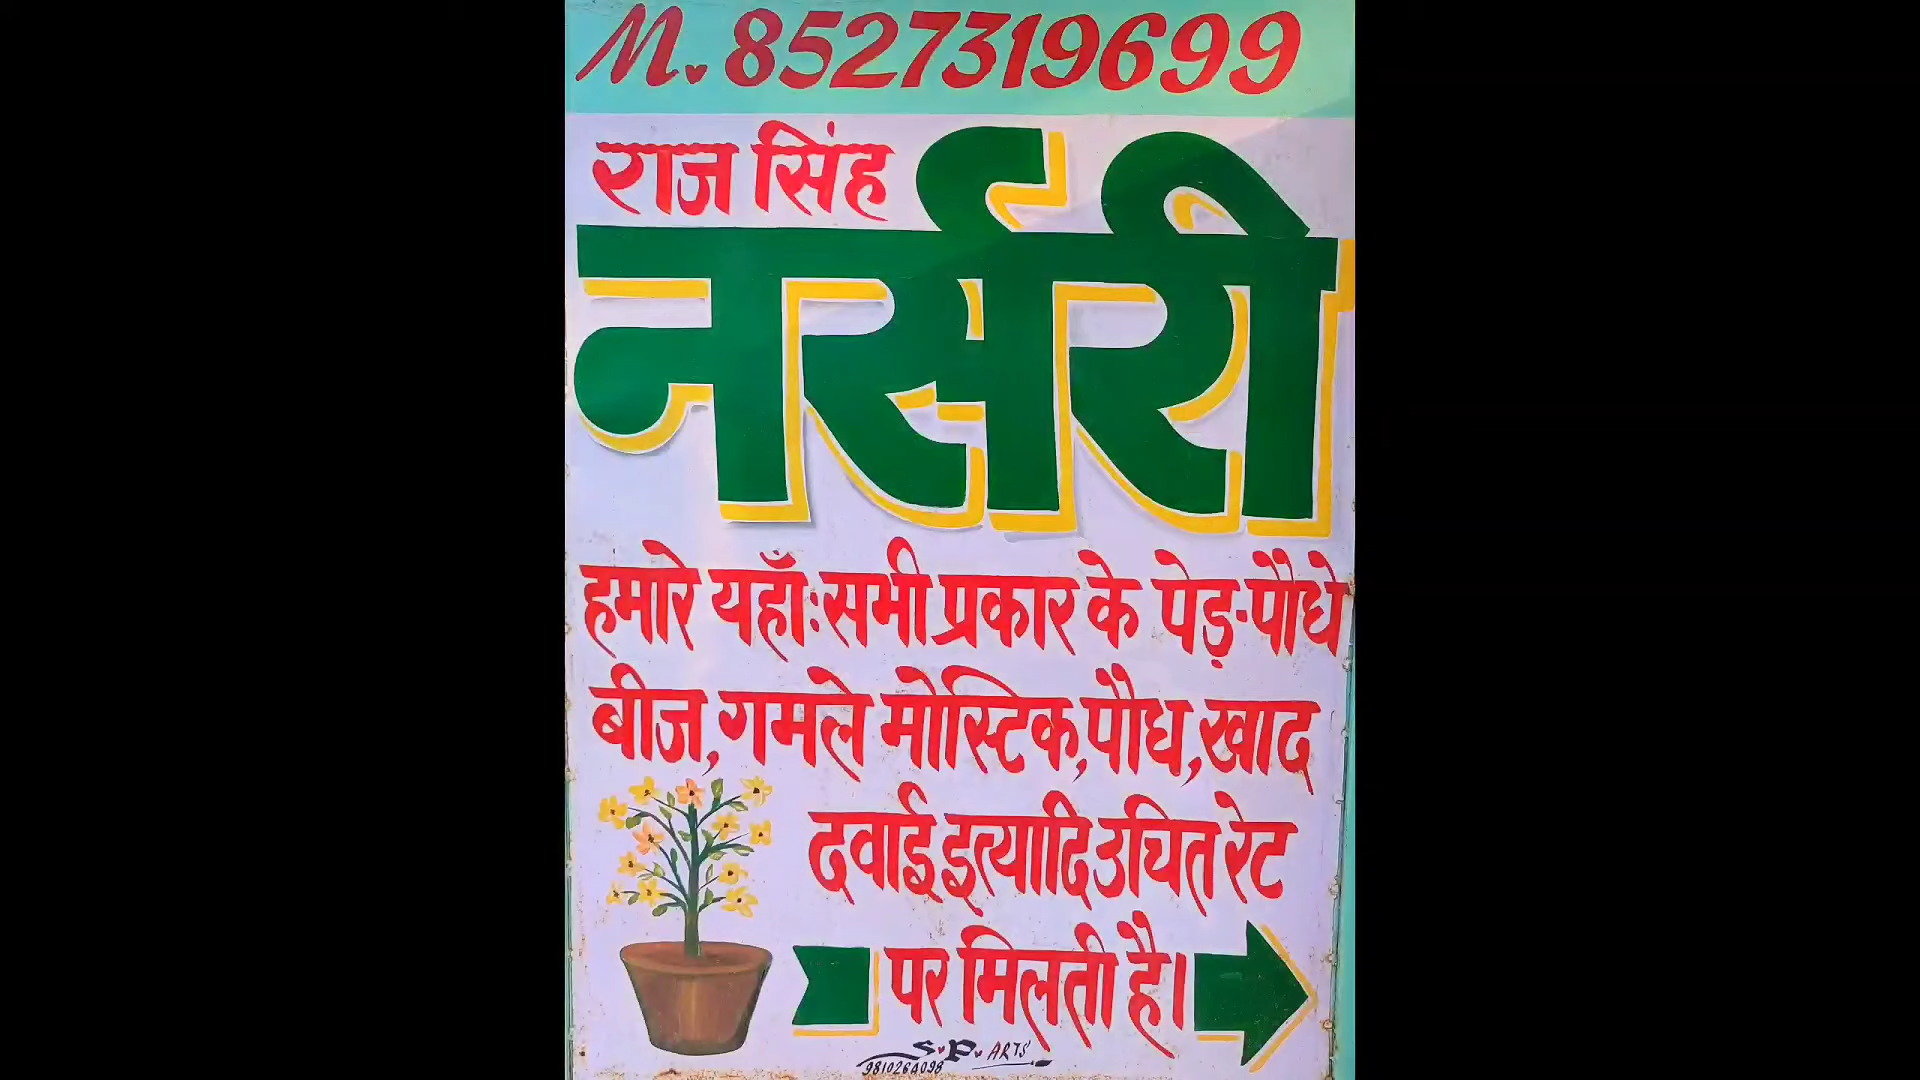 M. 8527319699
राज सिंह
नर्सरी
हमारे यहाँ:सभी प्रकार के पेड़-पौधे
बीज, गमले मोस्टिक, पौध, खाद
दवाई इत्यादि उचित रेट
पर मिलती है।
S.P. ARTS
9810264098